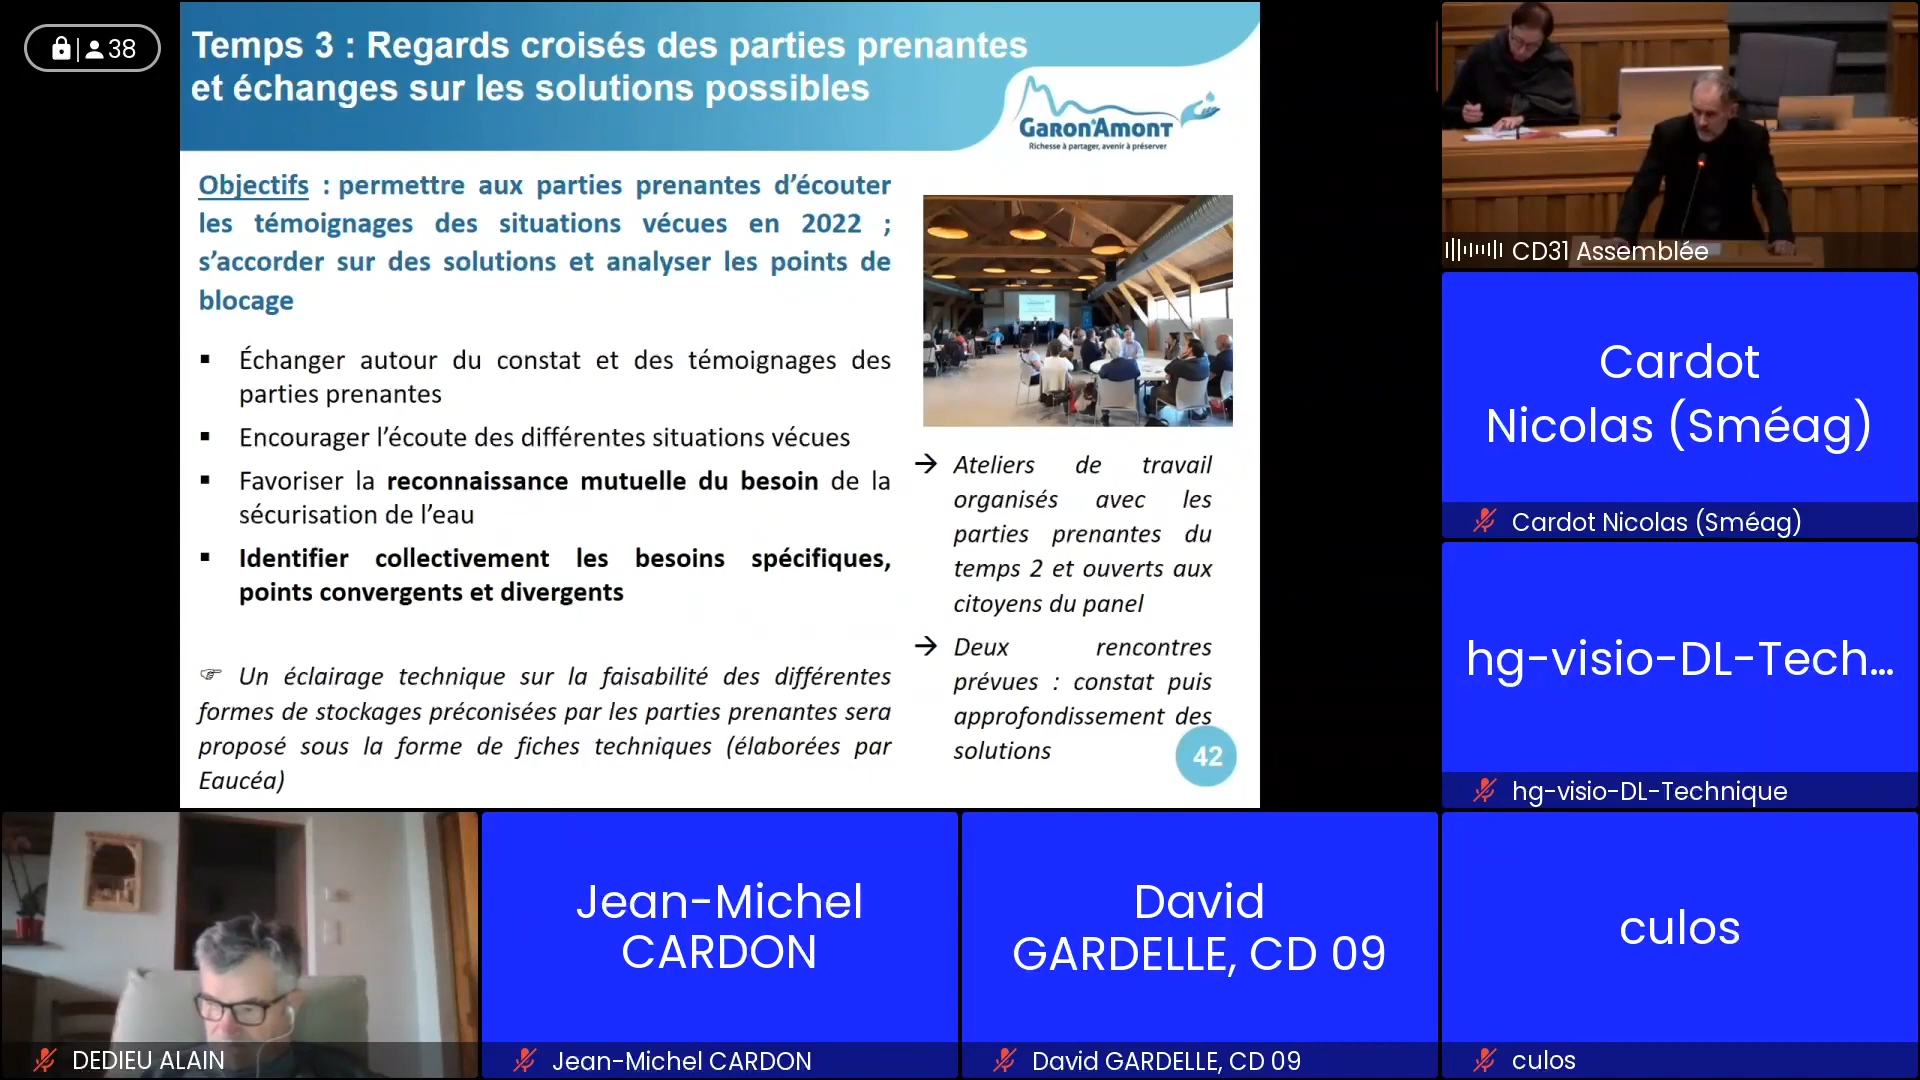 38
Temps 3 : Regards croisés des parties prenantes
et échanges sur les solutions possibles
GARON'AMONT
Richesse à partager, avenir à préserver
Objectifs : permettre aux parties prenantes d’écouter
les témoignages des situations vécues en 2022 ;
s’accorder sur des solutions et analyser les points de
blocage
▪ Échanger autour du constat et des témoignages des
parties prenantes
▪ Encourager l’écoute des différentes situations vécues
▪ Favoriser la reconnaissance mutuelle du besoin de la
sécurisation de l’eau
▪ Identifier collectivement les besoins spécifiques,
points convergents et divergents
☞ Un éclairage technique sur la faisabilité des différentes
formes de stockages préconisées par les parties prenantes sera
proposé sous la forme de fiches techniques (élaborées par
Eaucéa)
→ Ateliers de travail
organisés avec les
parties prenantes du
temps 2 et ouverts aux
citoyens du panel
→ Deux rencontres
prévues : constat puis
approfondissement des
solutions
42
CD31 Assemblée
Cardot
Nicolas (Sméag)
Cardot Nicolas (Sméag)
hg-visio-DL-Tech...
hg-visio-DL-Technique
DEDIEU ALAIN
Jean-Michel
CARDON
Jean-Michel CARDON
David
GARDELLE, CD 09
David GARDELLE, CD 09
culos
culos